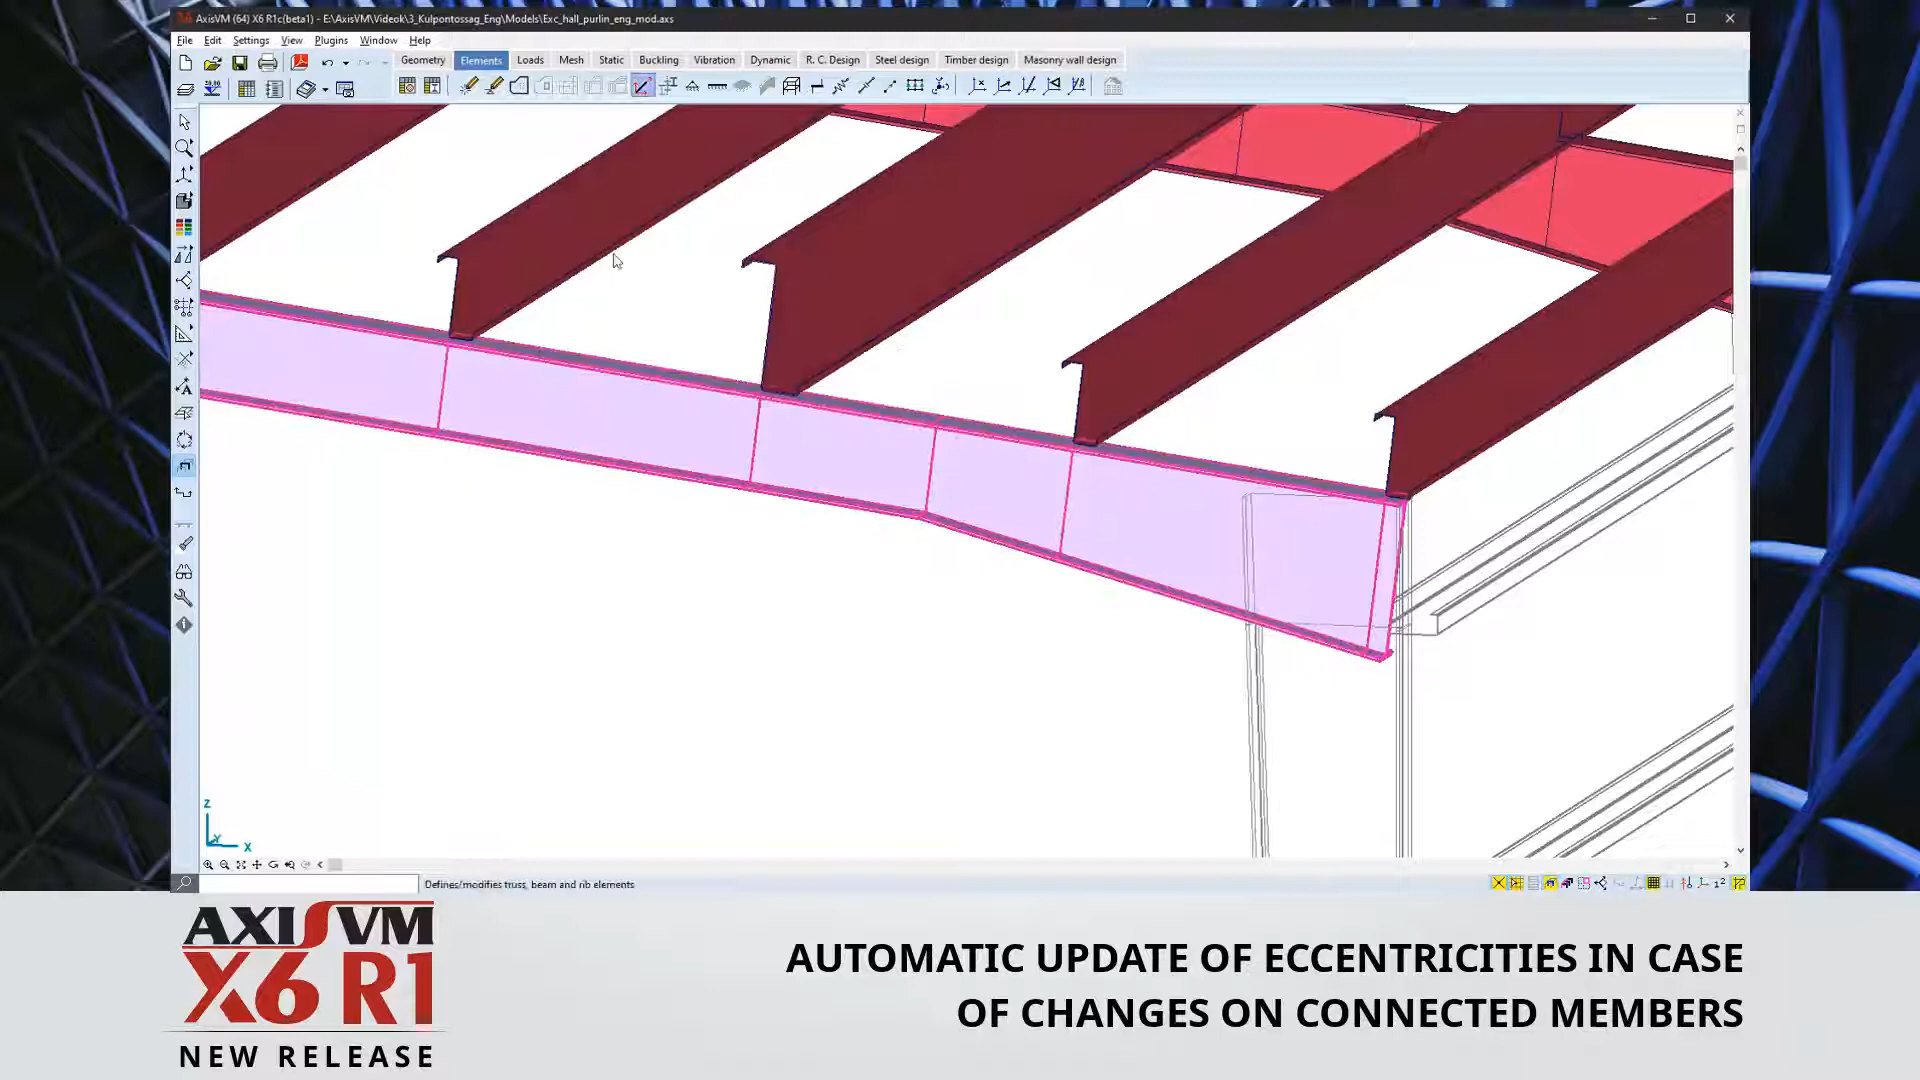 AxisVM (64) X6 R1c(beta1) - E:\AxisVM\Videok\3_Kulpontossag_Eng\Models\Exc_hall_purlin_eng_mod.axs
File Edit Settings View Plugins Window Help
Geometry Elements Loads Mesh Static Buckling Vibration Dynamic R. C. Design Steel design Timber design Masonry wall design
Z
Y
X
Defines/modifies truss, beam and rib elements
AXISVM
X6 R1
NEW RELEASE
AUTOMATIC UPDATE OF ECCENTRICITIES IN CASE
OF CHANGES ON CONNECTED MEMBERS